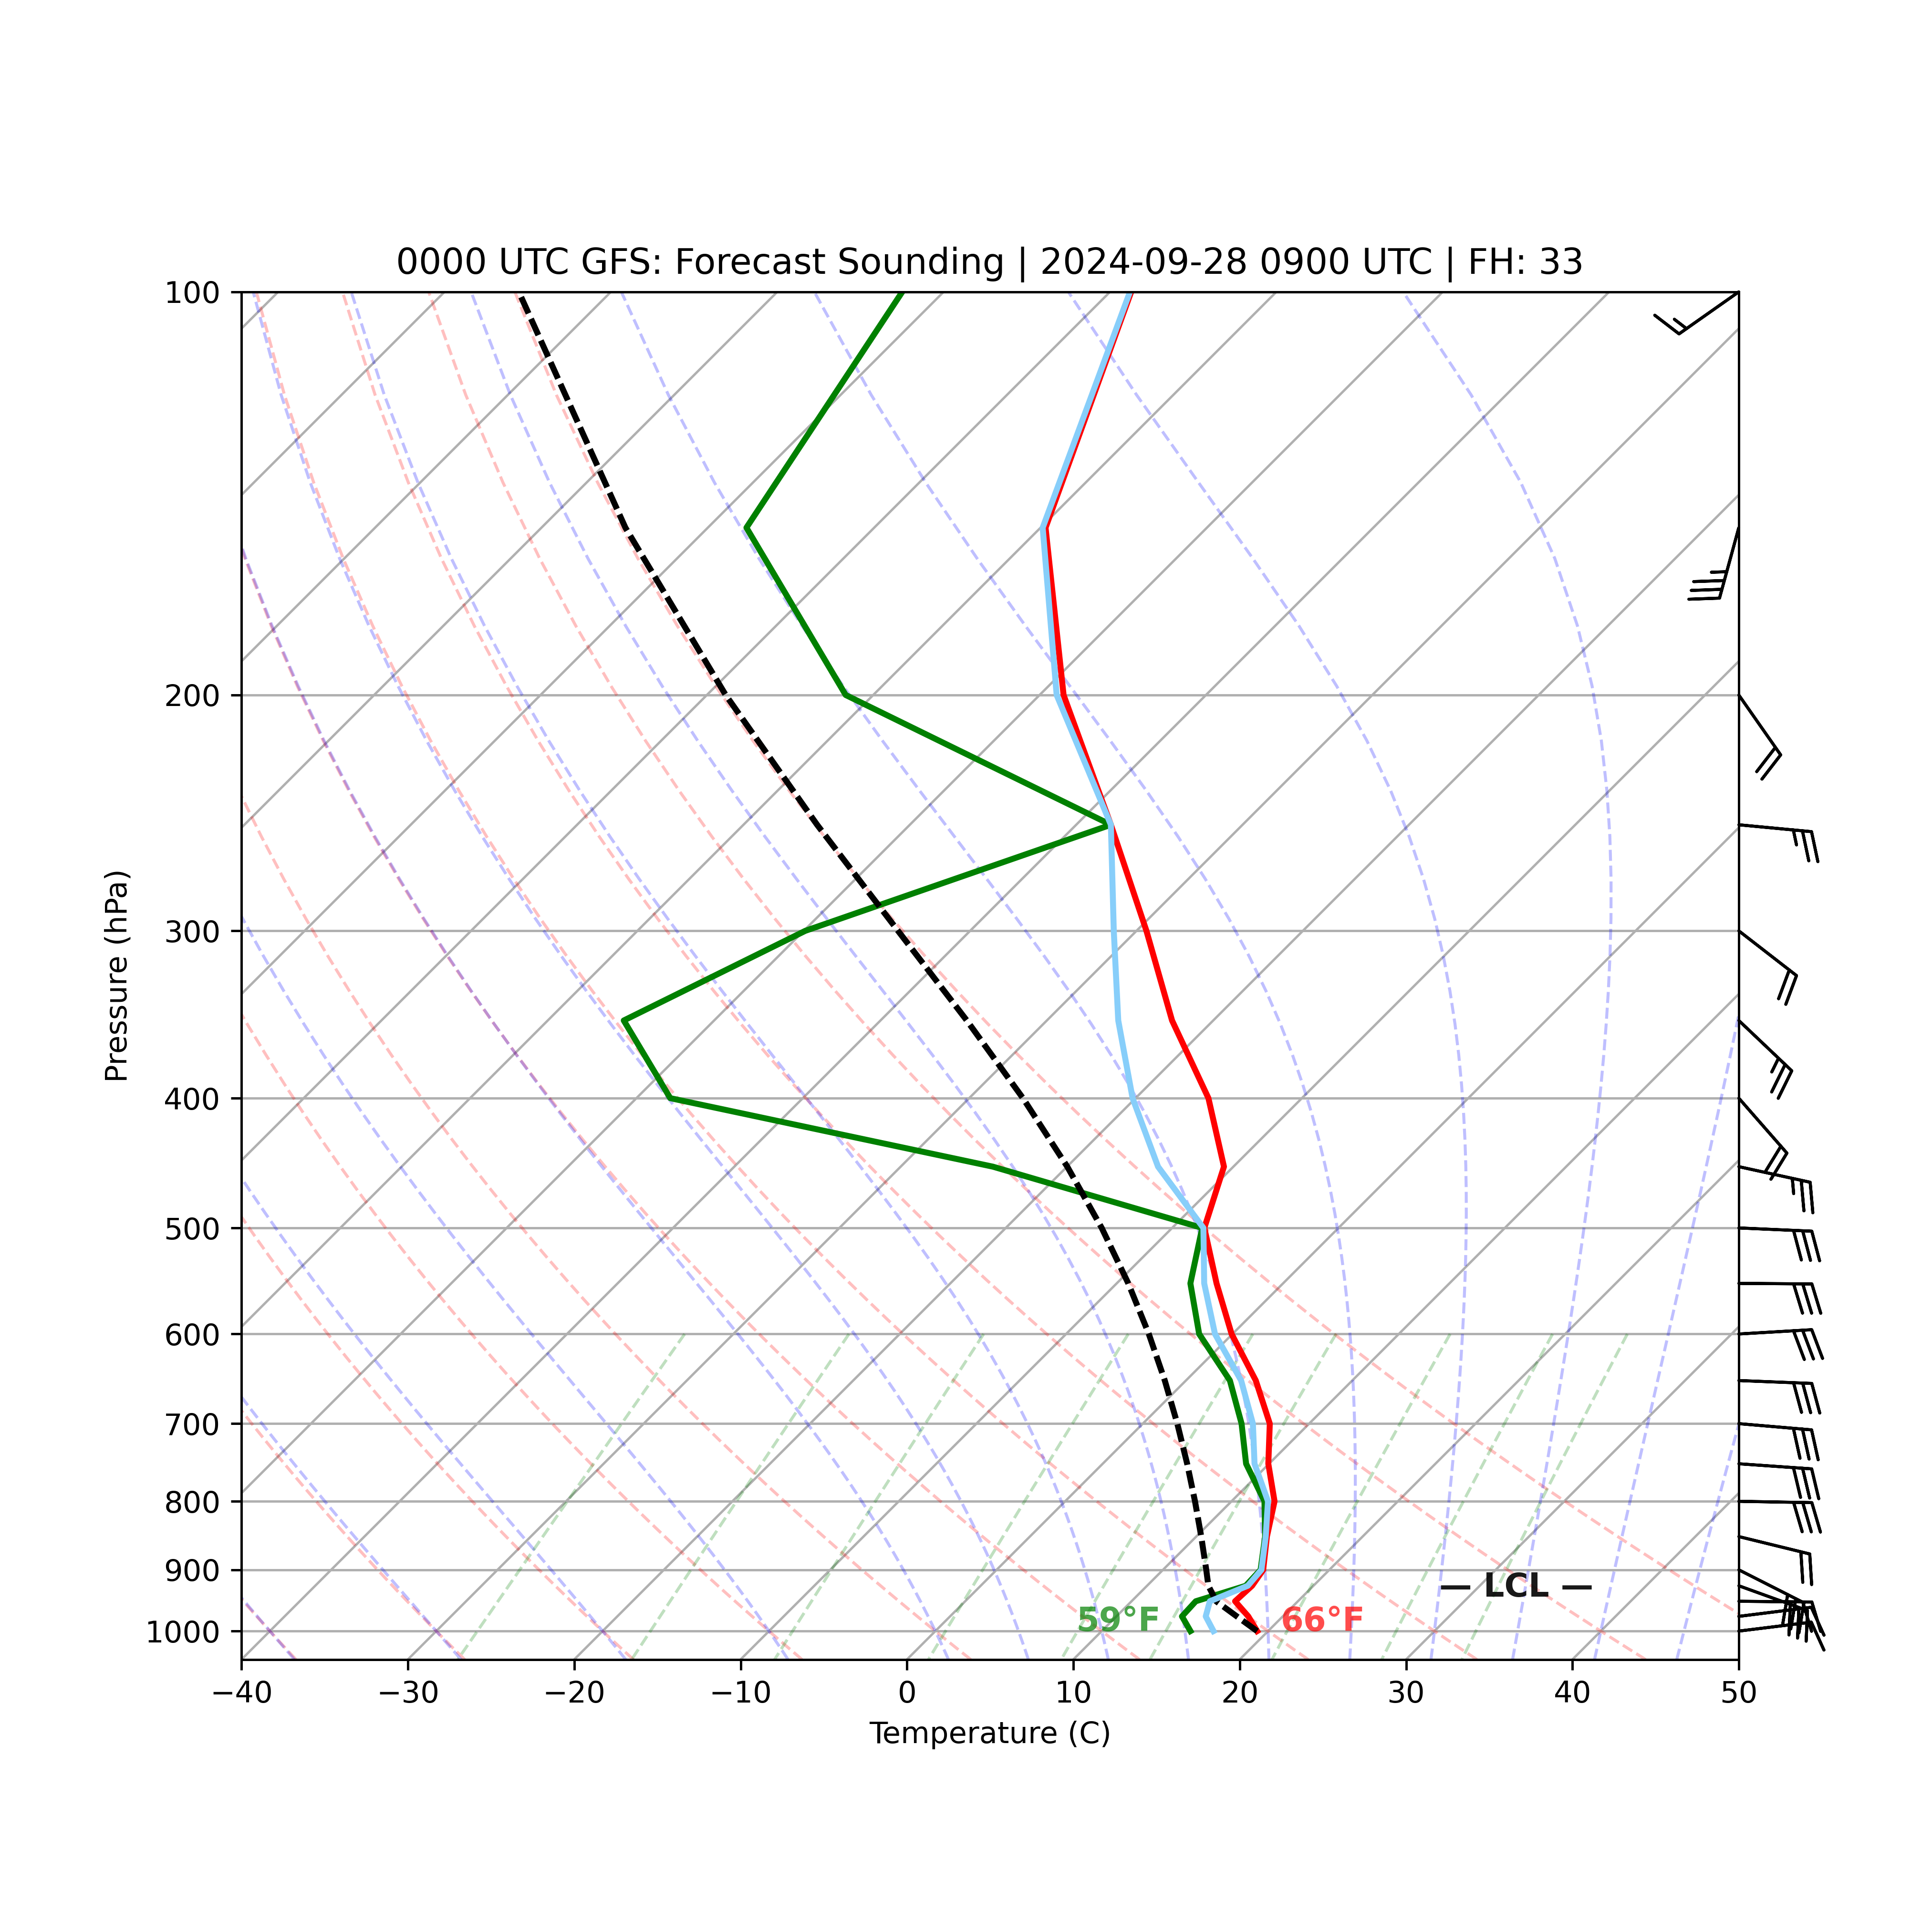 0000 UTC GFS: Forecast Sounding | 2024-09-28 0900 UTC | FH: 33
100
200
300
400
500
600
700
800
900
1000
Pressure (hPa)
— LCL —
59°F 66°F
−40 −30 −20 −10 0 10 20 30 40 50
Temperature (C)